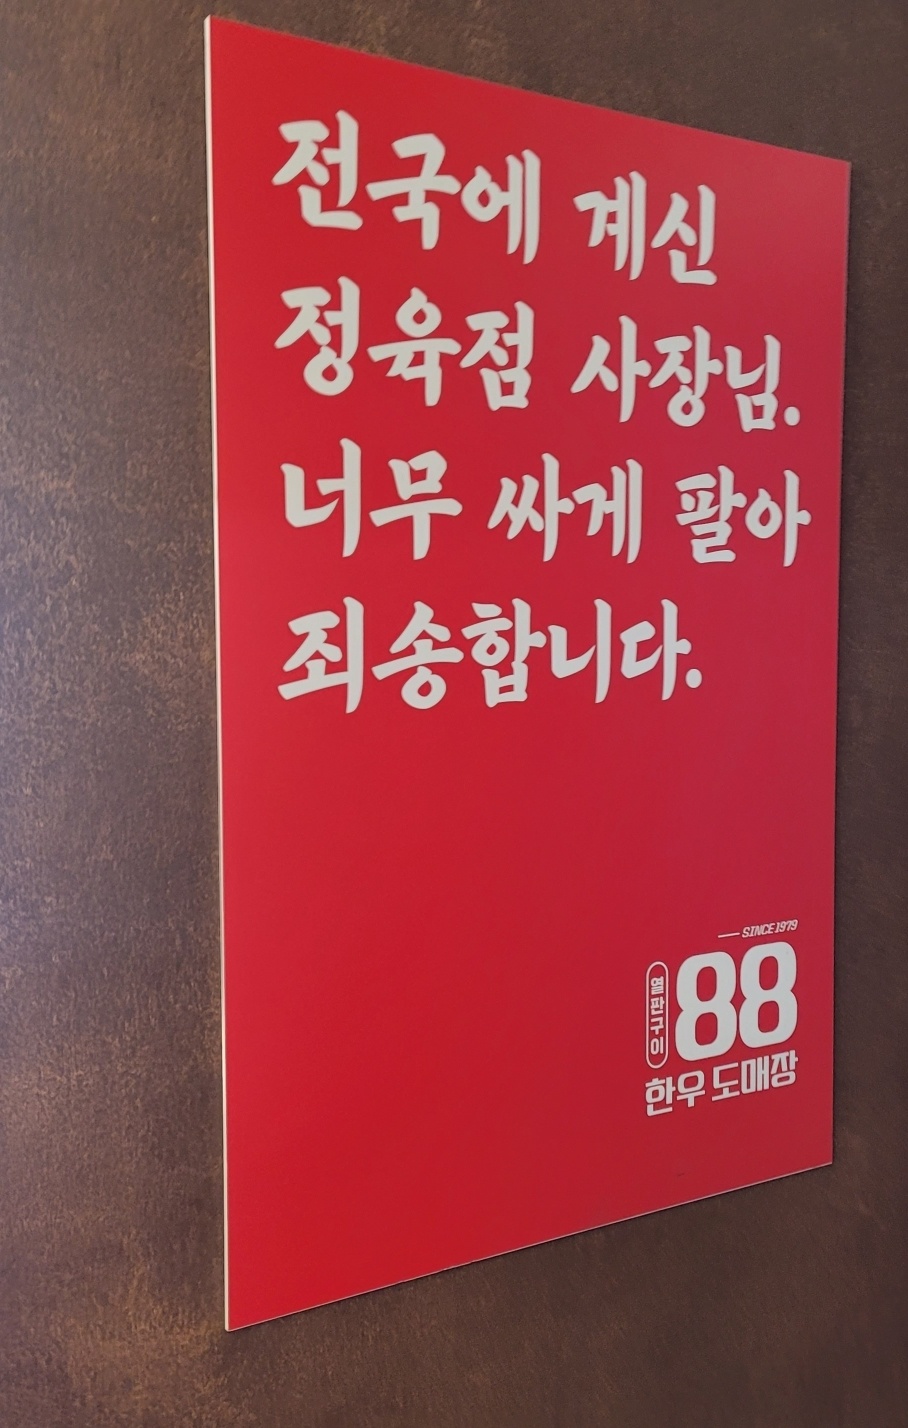 전국에 계신
정육점 사장님.
너무 싸게 팔아
죄송합니다.
SINCE 1979
열판구이
88
한우 도매장